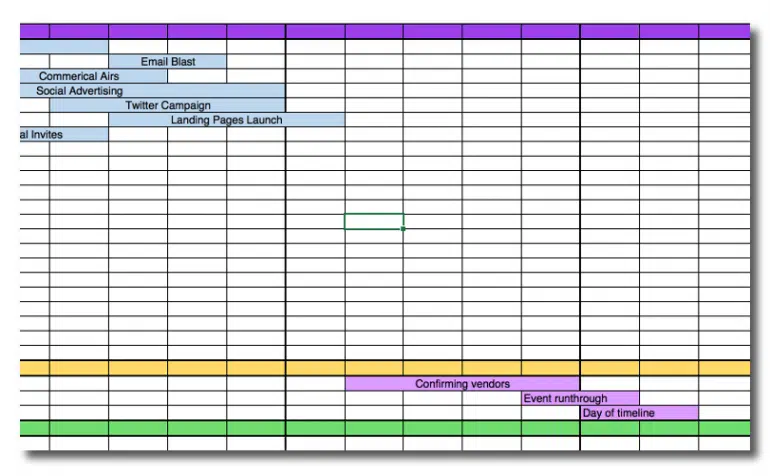 Email Blast
Commerical Airs
Social Advertising
Twitter Campaign
Landing Pages Launch
al Invites
Confirming vendors
Event runthrough
Day of timeline